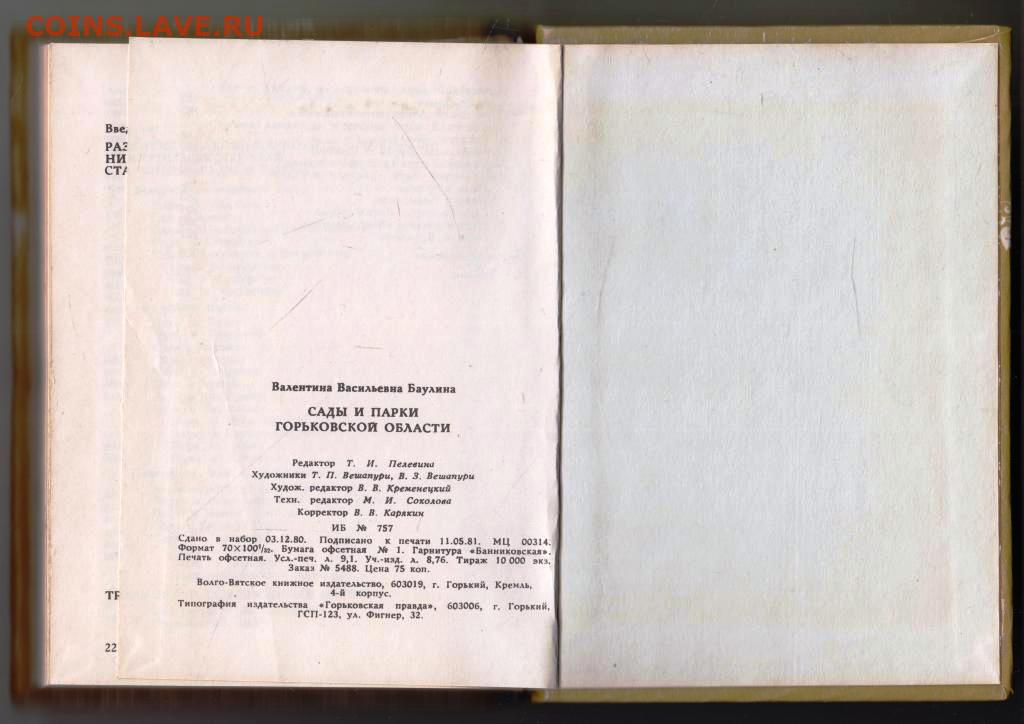 COINS.LAVE.RU
Введ
РАЗ
НИ
СТА
Валентина Васильевна Баулина
САДЫ И ПАРКИ
ГОРЬКОВСКОЙ ОБЛАСТИ
Редактор Т. И. Пелевина
Художники Т. П. Вешапури, В. З. Вешапури
Худож. редактор В. В. Кременецкий
Техн. редактор М. И. Соколова
Корректор В. В. Карякин
ИБ № 757
Сдано в набор 03.12.80. Подписано к печати 11.05.81. МЦ 00314.
Формат 70×100¹/₃₂. Бумага офсетная № 1. Гарнитура «Банниковская».
Печать офсетная. Усл.-печ. л. 9,1. Уч.-изд. л. 8,76. Тираж 10 000 экз.
Заказ № 5488. Цена 75 коп.
Волго-Вятское книжное издательство, 603019, г. Горький, Кремль,
4-й корпус.
Типография издательства «Горьковская правда», 603006, г. Горький,
ГСП-123, ул. Фигнер, 32.
ТР
22